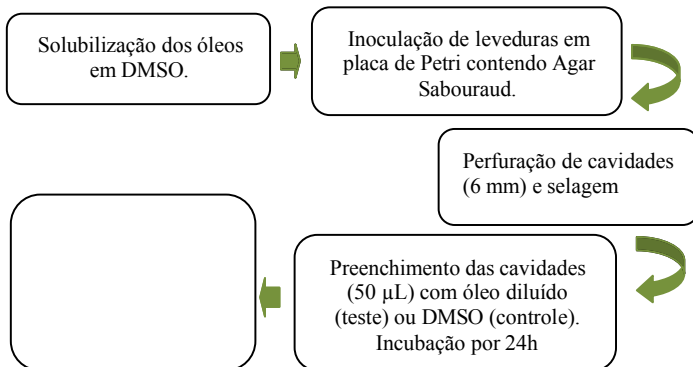 Solubilização dos óleos
em DMSO.
Inoculação de leveduras em
placa de Petri contendo Agar
Sabouraud.
Perfuração de cavidades
(6 mm) e selagem
Preenchimento das cavidades
(50 µL) com óleo diluído
(teste) ou DMSO (controle).
Incubação por 24h